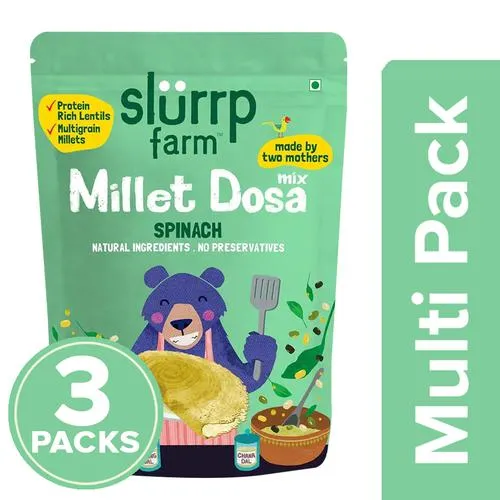 ✓ Protein
Rich Lentils
✓ Multigrain
Millets
slürrp
farm™
made by
two mothers
Millet Dosa
mix
SPINACH
NATURAL INGREDIENTS . NO PRESERVATIVES
3
PACKS
CHANA
DAL
Multi Pack